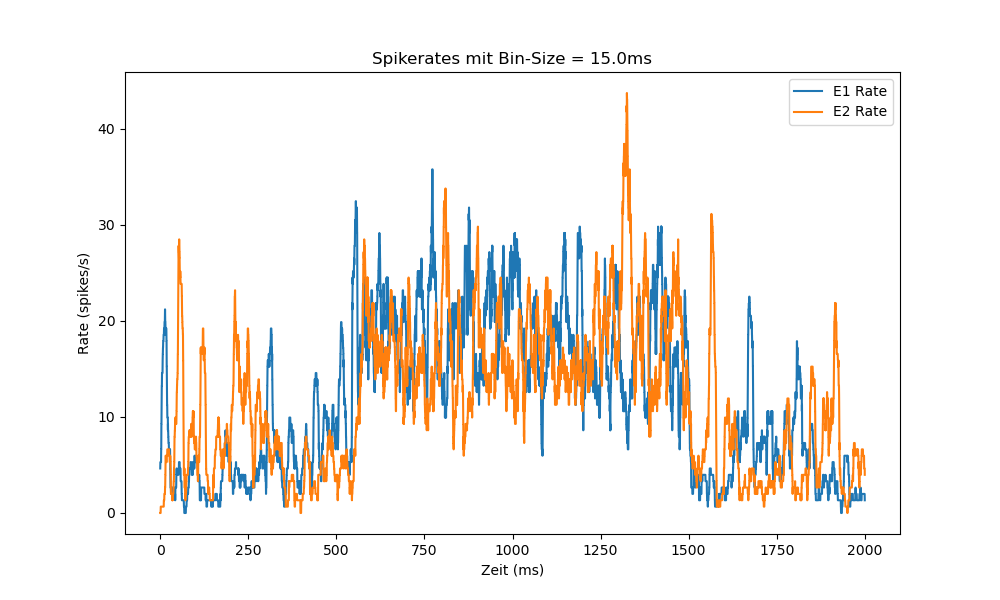 Spikerates mit Bin-Size = 15.0ms
E1 Rate
E2 Rate
Rate (spikes/s)
40
30
20
10
0
0 250 500 750 1000 1250 1500 1750 2000
Zeit (ms)